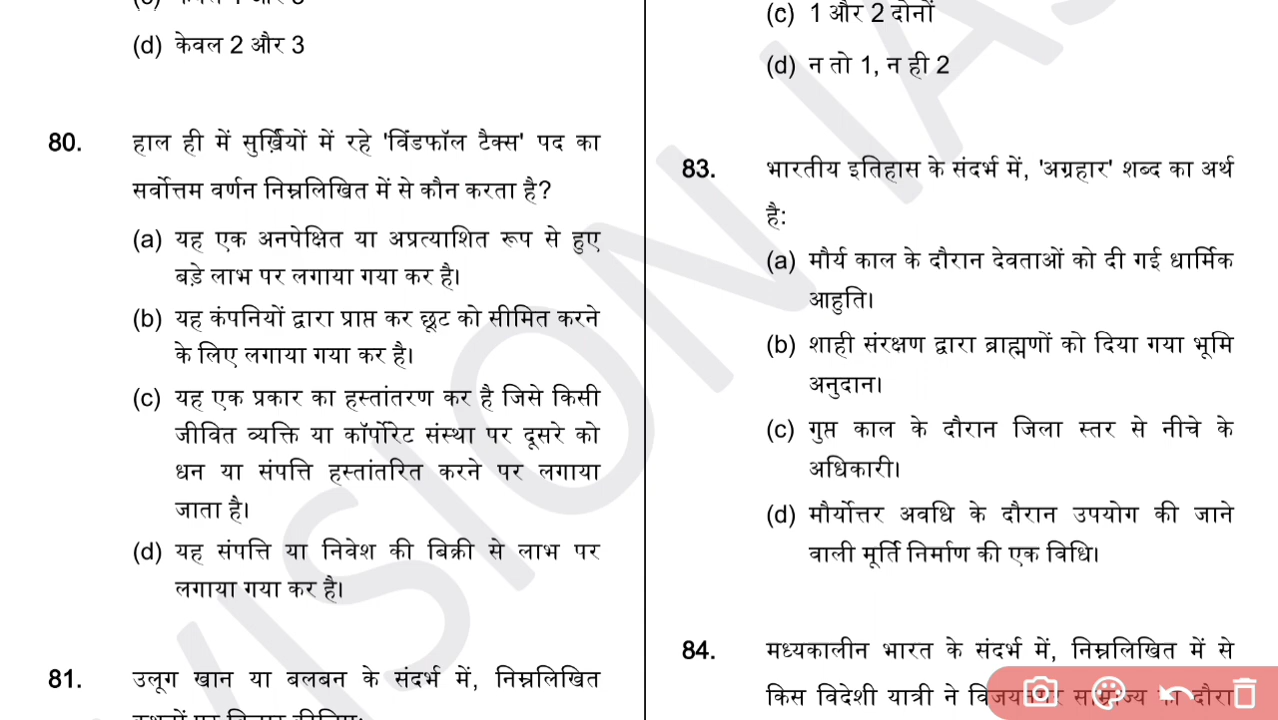 (d) केवल 2 और 3
80. हाल ही में सुर्ख़ियों में रहे 'विंडफॉल टैक्स' पद का
सर्वोत्तम वर्णन निम्नलिखित में से कौन करता है?
(a) यह एक अनपेक्षित या अप्रत्याशित रूप से हुए
बड़े लाभ पर लगाया गया कर है।
(b) यह कंपनियों द्वारा प्राप्त कर छूट को सीमित करने
के लिए लगाया गया कर है।
(c) यह एक प्रकार का हस्तांतरण कर है जिसे किसी
जीवित व्यक्ति या कॉर्पोरेट संस्था पर दूसरे को
धन या संपत्ति हस्तांतरित करने पर लगाया
जाता है।
(d) यह संपत्ति या निवेश की बिक्री से लाभ पर
लगाया गया कर है।
81. उलूग खान या बलबन के संदर्भ में, निम्नलिखित
(c) 1 और 2 दोनों
(d) न तो 1, न ही 2
83. भारतीय इतिहास के संदर्भ में, 'अग्रहार' शब्द का अर्थ
है:
(a) मौर्य काल के दौरान देवताओं को दी गई धार्मिक
आहुति।
(b) शाही संरक्षण द्वारा ब्राह्मणों को दिया गया भूमि
अनुदान।
(c) गुप्त काल के दौरान जिला स्तर से नीचे के
अधिकारी।
(d) मौर्योत्तर अवधि के दौरान उपयोग की जाने
वाली मूर्ति निर्माण की एक विधि।
84. मध्यकालीन भारत के संदर्भ में, निम्नलिखित में से
किस विदेशी यात्री ने विजयनगर साम्राज्य का दौरा
VISION IAS